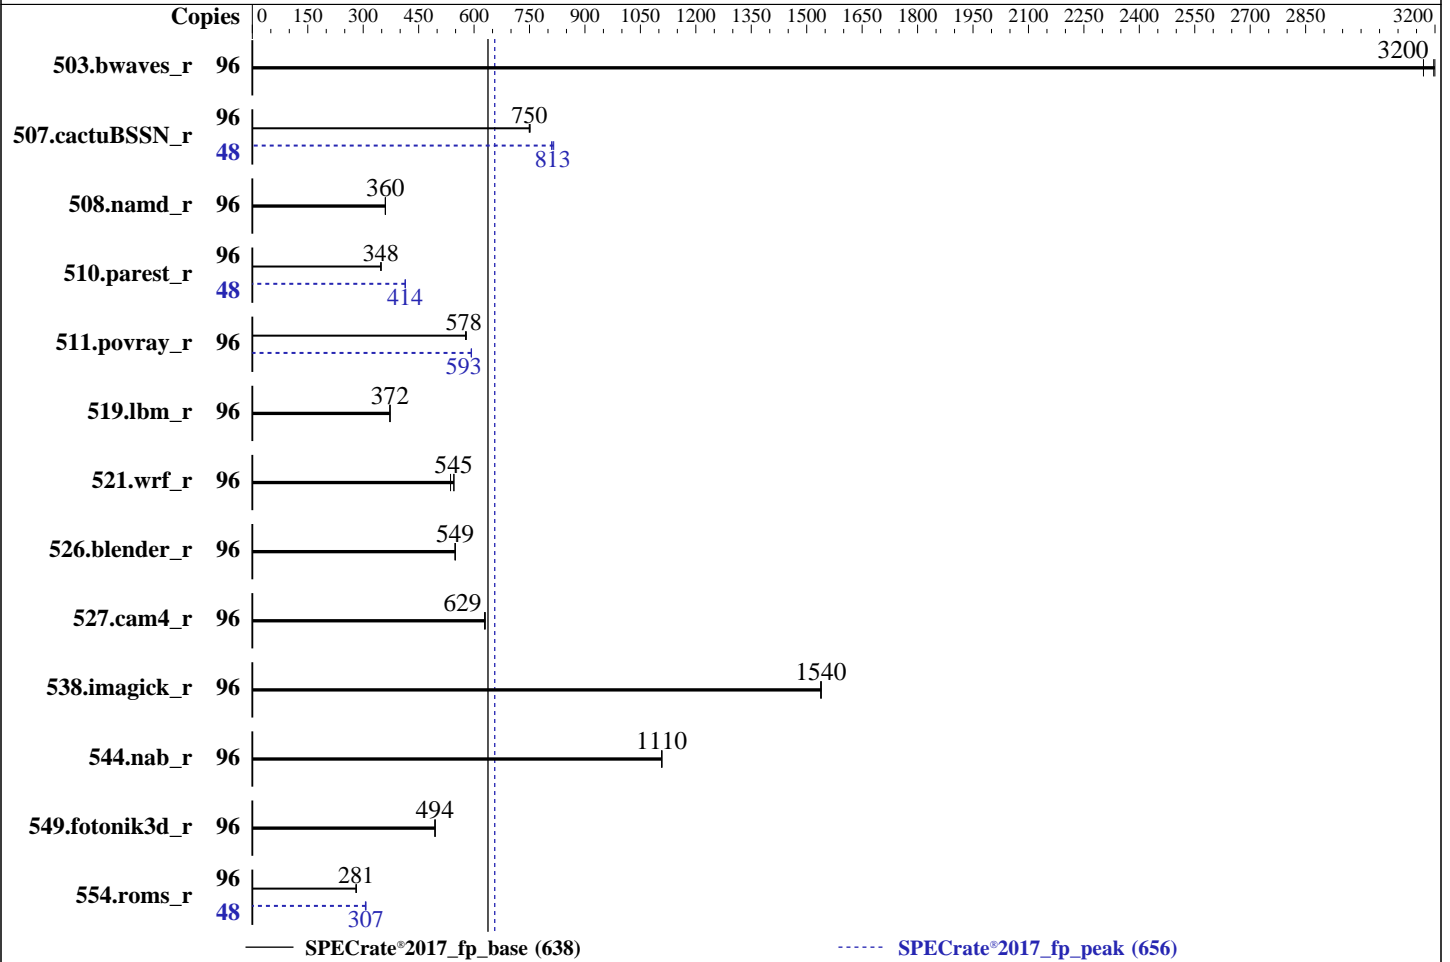 Copies 0 150 300 450 600 750 900 1050 1200 1350 1500 1650 1800 1950 2100 2250 2400 2550 2700 2850 3200
503.bwaves_r 96 3200
507.cactuBSSN_r 96 750
48 813
508.namd_r 96 360
510.parest_r 96 348
48 414
511.povray_r 96 578
593
519.lbm_r 96 372
521.wrf_r 96 545
526.blender_r 96 549
527.cam4_r 96 629
538.imagick_r 96 1540
544.nab_r 96 1110
549.fotonik3d_r 96 494
554.roms_r 96 281
48 307
SPECrate®2017_fp_base (638) SPECrate®2017_fp_peak (656)